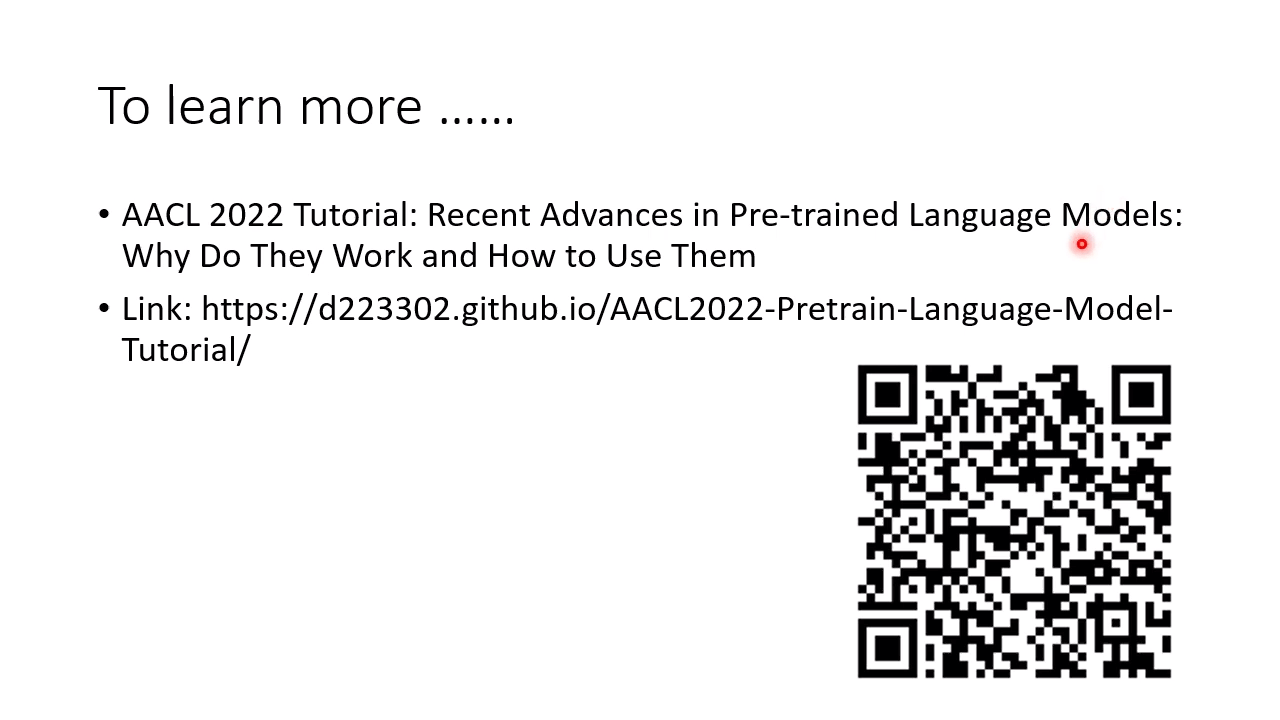 To learn more ……
• AACL 2022 Tutorial: Recent Advances in Pre-trained Language Models:
Why Do They Work and How to Use Them
• Link: https://d223302.github.io/AACL2022-Pretrain-Language-Model-
Tutorial/